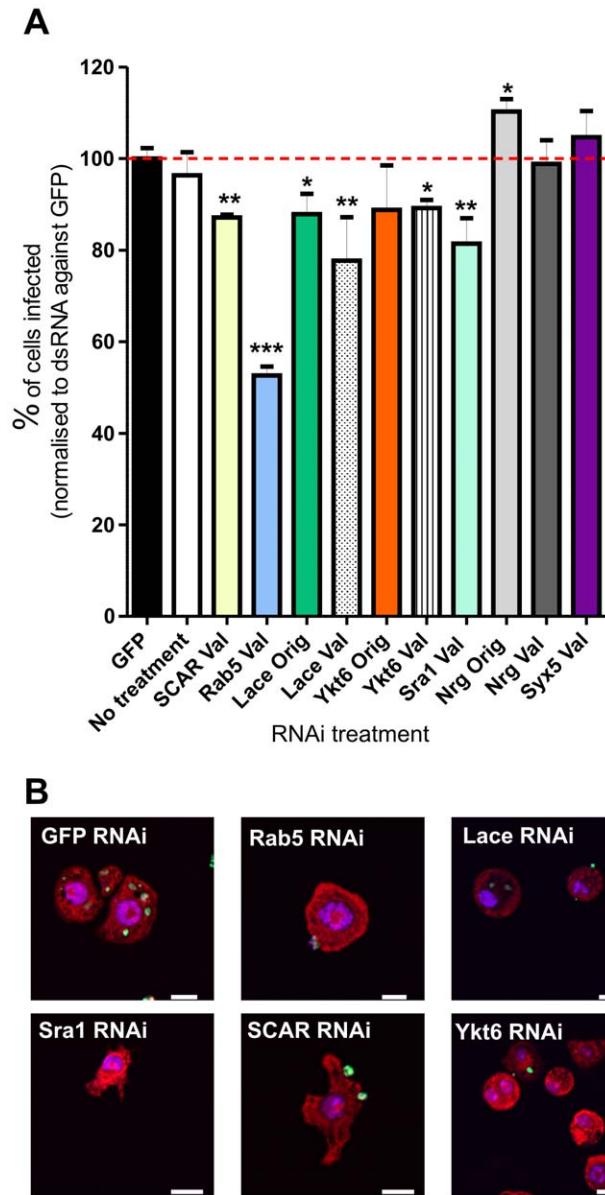 A
% of cells infected
(normalised to dsRNA against GFP)
120
100
80
60
40
20
0
**
***
*
**
*
**
*
GFP
No treatment
SCAR Val
Rab5 Val
Lace Orig
Lace Val
Ykt6 Orig
Ykt6 Val
Sra1 Val
Nrg Orig
Nrg Val
Syx5 Val
RNAi treatment
B
GFP RNAi
Rab5 RNAi
Lace RNAi
Sra1 RNAi
SCAR RNAi
Ykt6 RNAi